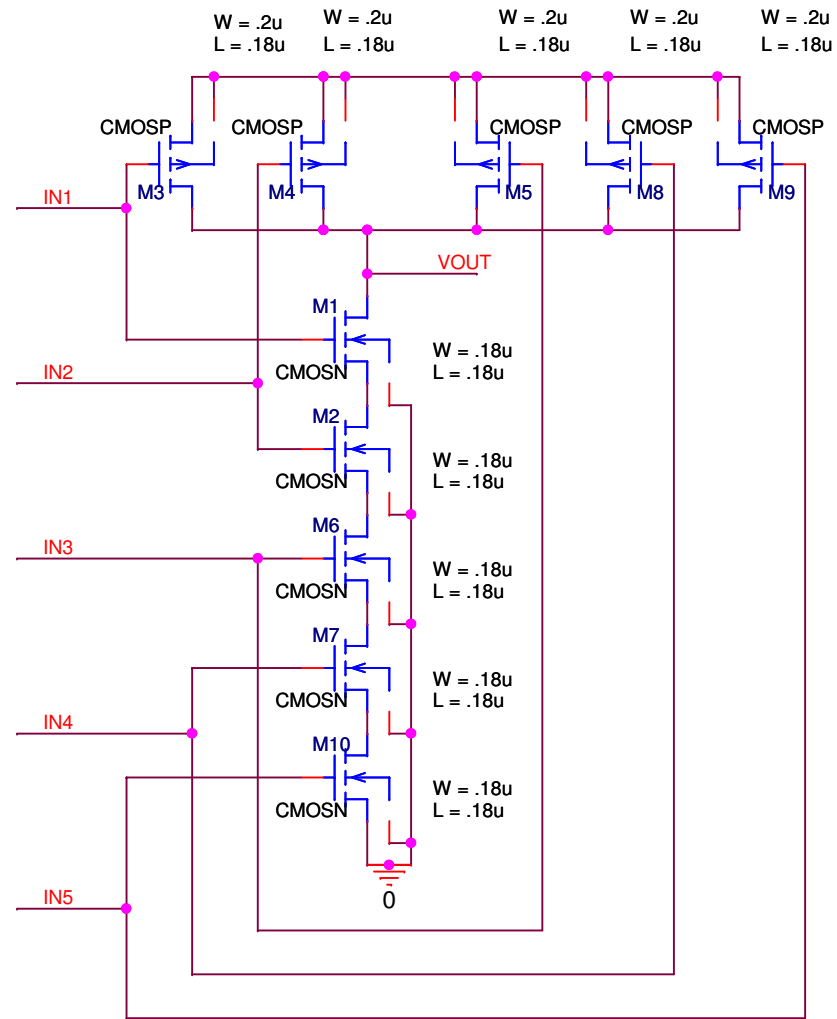 W = .2u
L = .18u
W = .2u
L = .18u
W = .2u
L = .18u
W = .2u
L = .18u
W = .2u
L = .18u
CMOSP
CMOSP
CMOSP
CMOSP
CMOSP
M3
M4
M5
M8
M9
IN1
VOUT
M1
W = .18u
L = .18u
CMOSN
IN2
M2
W = .18u
L = .18u
CMOSN
M6
IN3
W = .18u
L = .18u
CMOSN
M7
W = .18u
L = .18u
CMOSN
IN4
M10
W = .18u
L = .18u
CMOSN
IN5
0